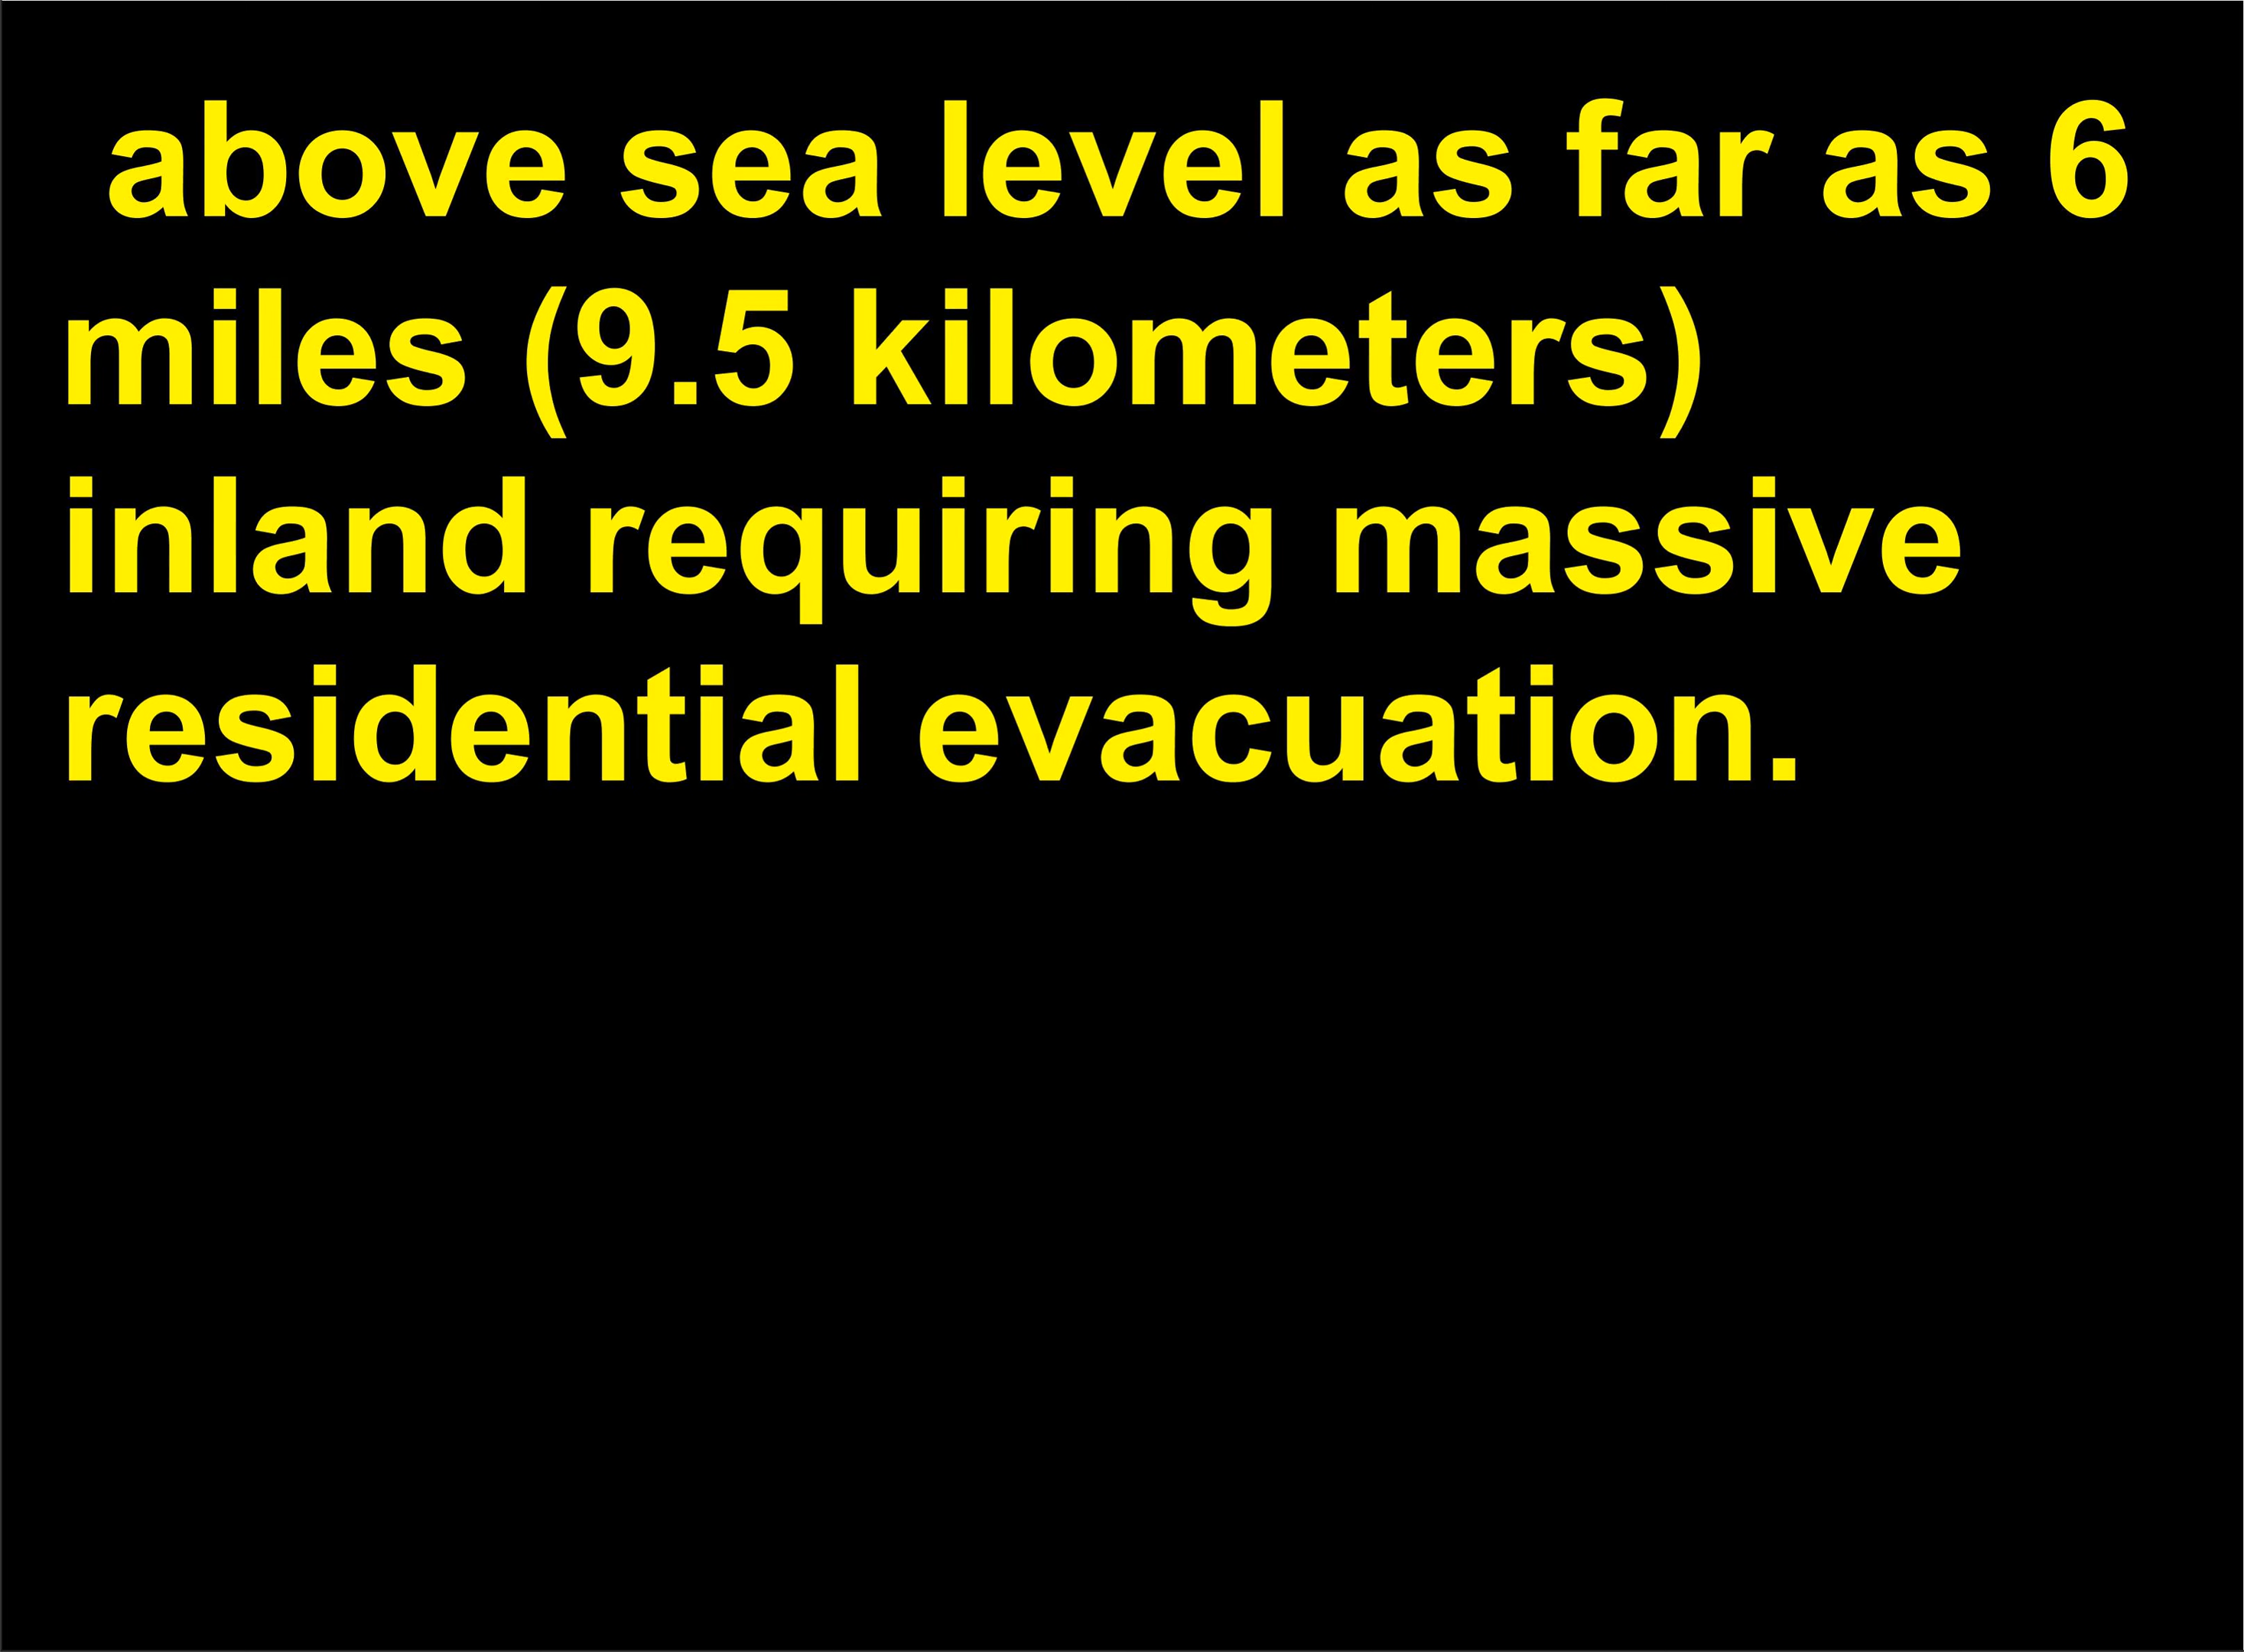 above sea level as far as 6
miles (9.5 kilometers)
inland requiring massive
residential evacuation.